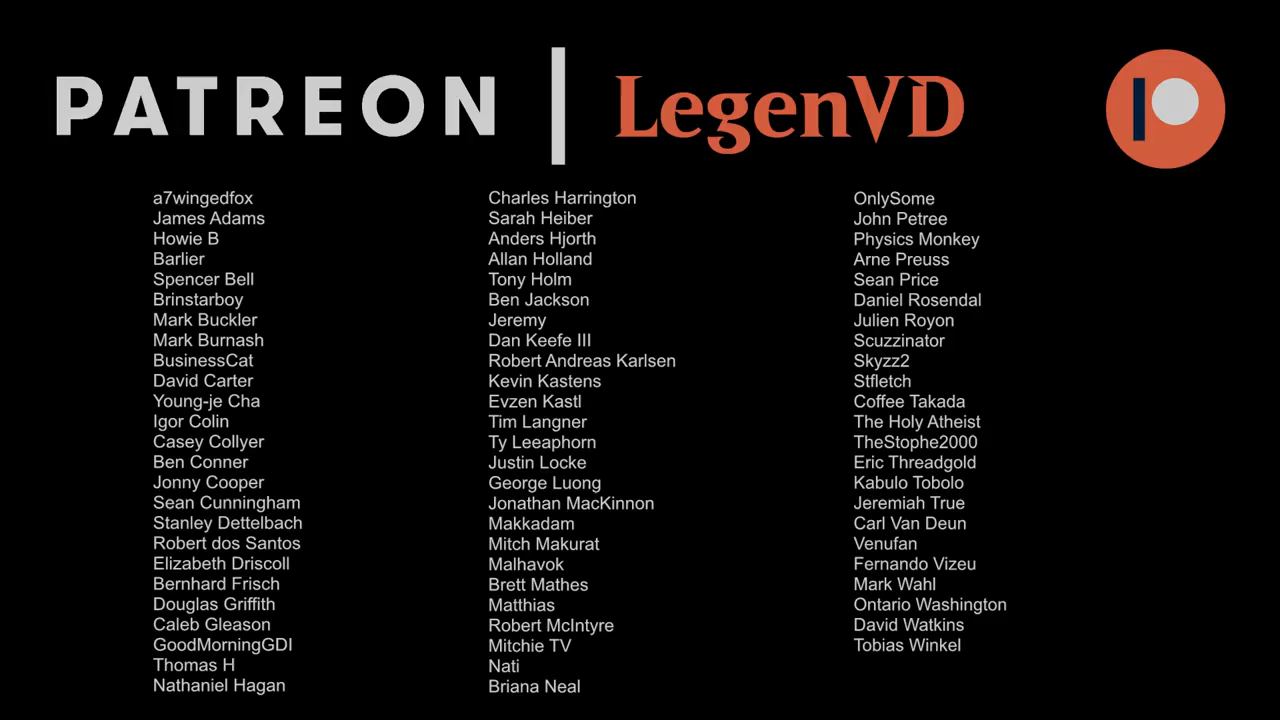 PATREON | LegenVD
a7wingedfox
James Adams
Howie B
Barlier
Spencer Bell
Brinstarboy
Mark Buckler
Mark Burnash
BusinessCat
David Carter
Young-je Cha
Igor Colin
Casey Collyer
Ben Conner
Jonny Cooper
Sean Cunningham
Stanley Dettelbach
Robert dos Santos
Elizabeth Driscoll
Bernhard Frisch
Douglas Griffith
Caleb Gleason
GoodMorningGDI
Thomas H
Nathaniel Hagan
Charles Harrington
Sarah Heiber
Anders Hjorth
Allan Holland
Tony Holm
Ben Jackson
Jeremy
Dan Keefe III
Robert Andreas Karlsen
Kevin Kastens
Evzen Kastl
Tim Langner
Ty Leeaphorn
Justin Locke
George Luong
Jonathan MacKinnon
Makkadam
Mitch Makurat
Malhavok
Brett Mathes
Matthias
Robert McIntyre
Mitchie TV
Nati
Briana Neal
OnlySome
John Petree
Physics Monkey
Arne Preuss
Sean Price
Daniel Rosendal
Julien Royon
Scuzzinator
Skyzz2
Stfletch
Coffee Takada
The Holy Atheist
TheStophe2000
Eric Threadgold
Kabulo Tobolo
Jeremiah True
Carl Van Deun
Venufan
Fernando Vizeu
Mark Wahl
Ontario Washington
David Watkins
Tobias Winkel